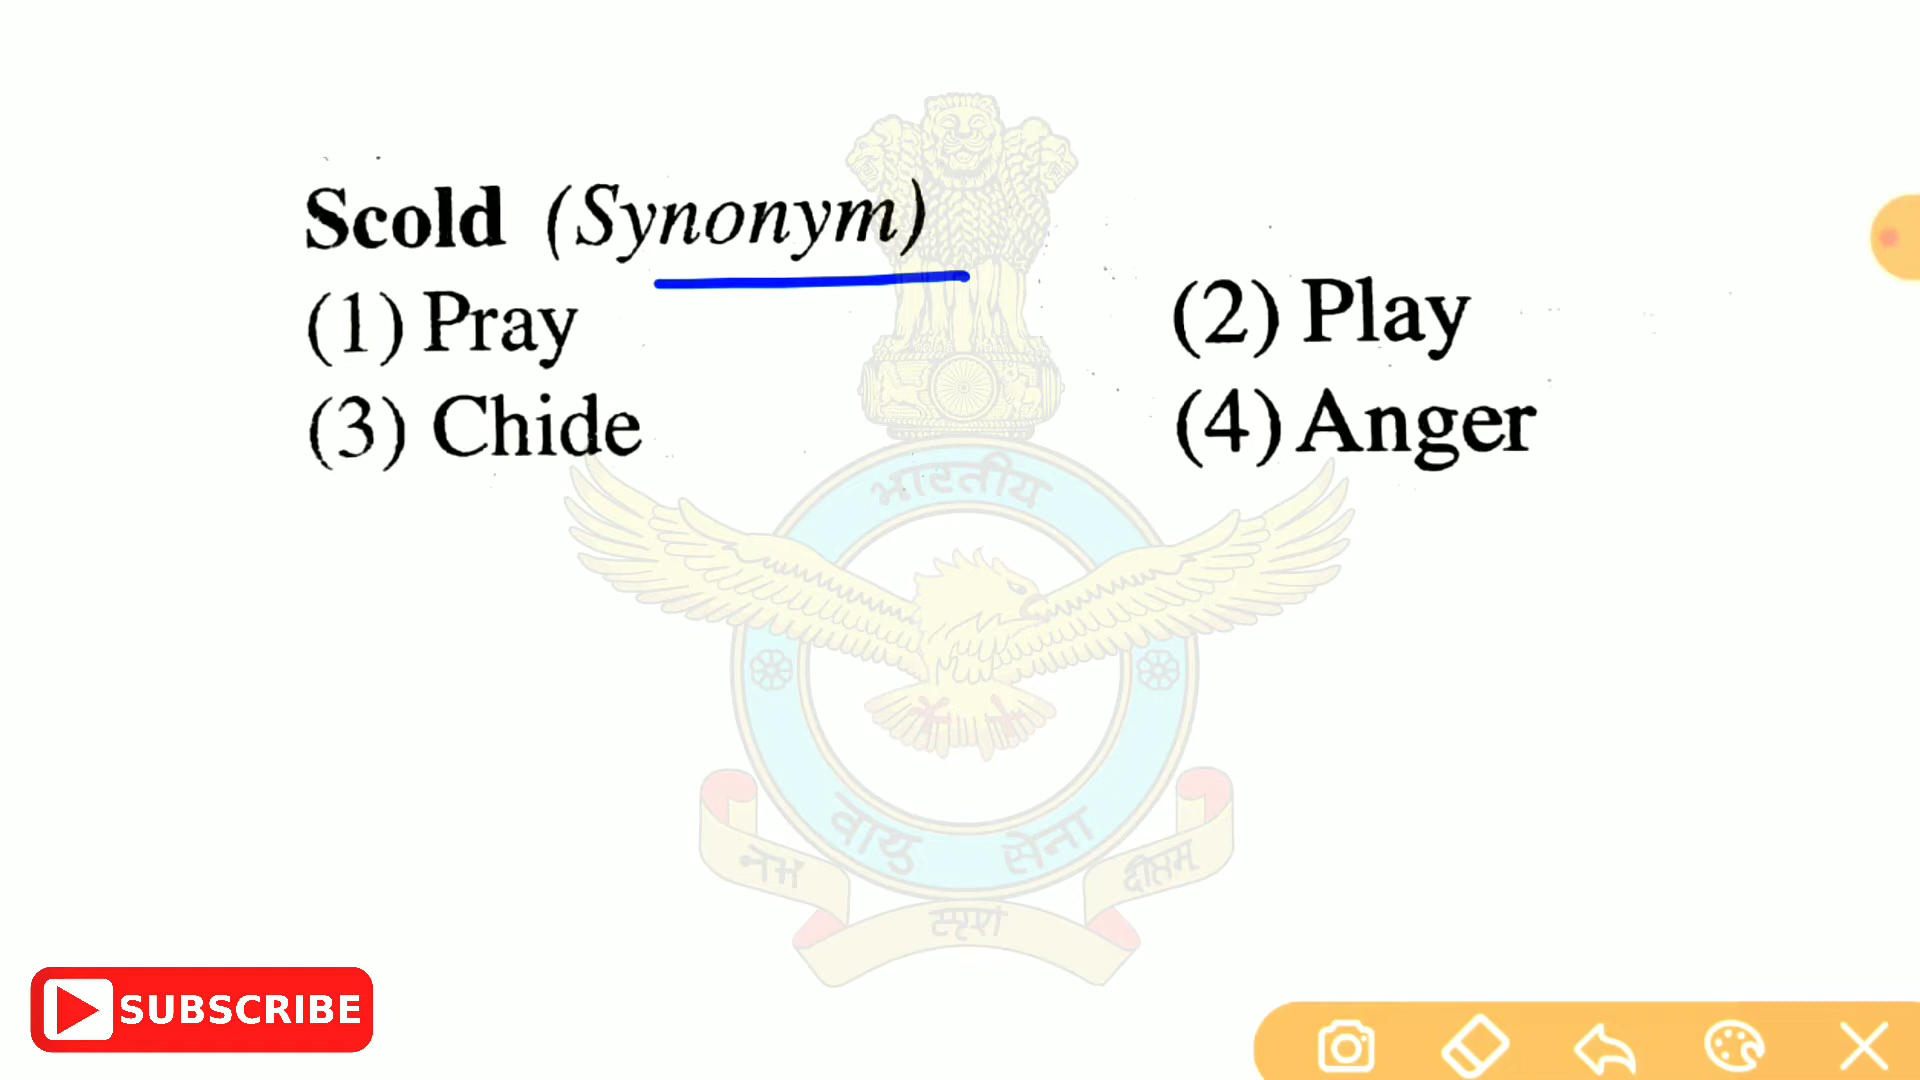 Scold (Synonym)
(1) Pray (2) Play
(3) Chide (4) Anger
भारतीय
वायु सेना
नभ स्पृशं दीप्तम्
SUBSCRIBE